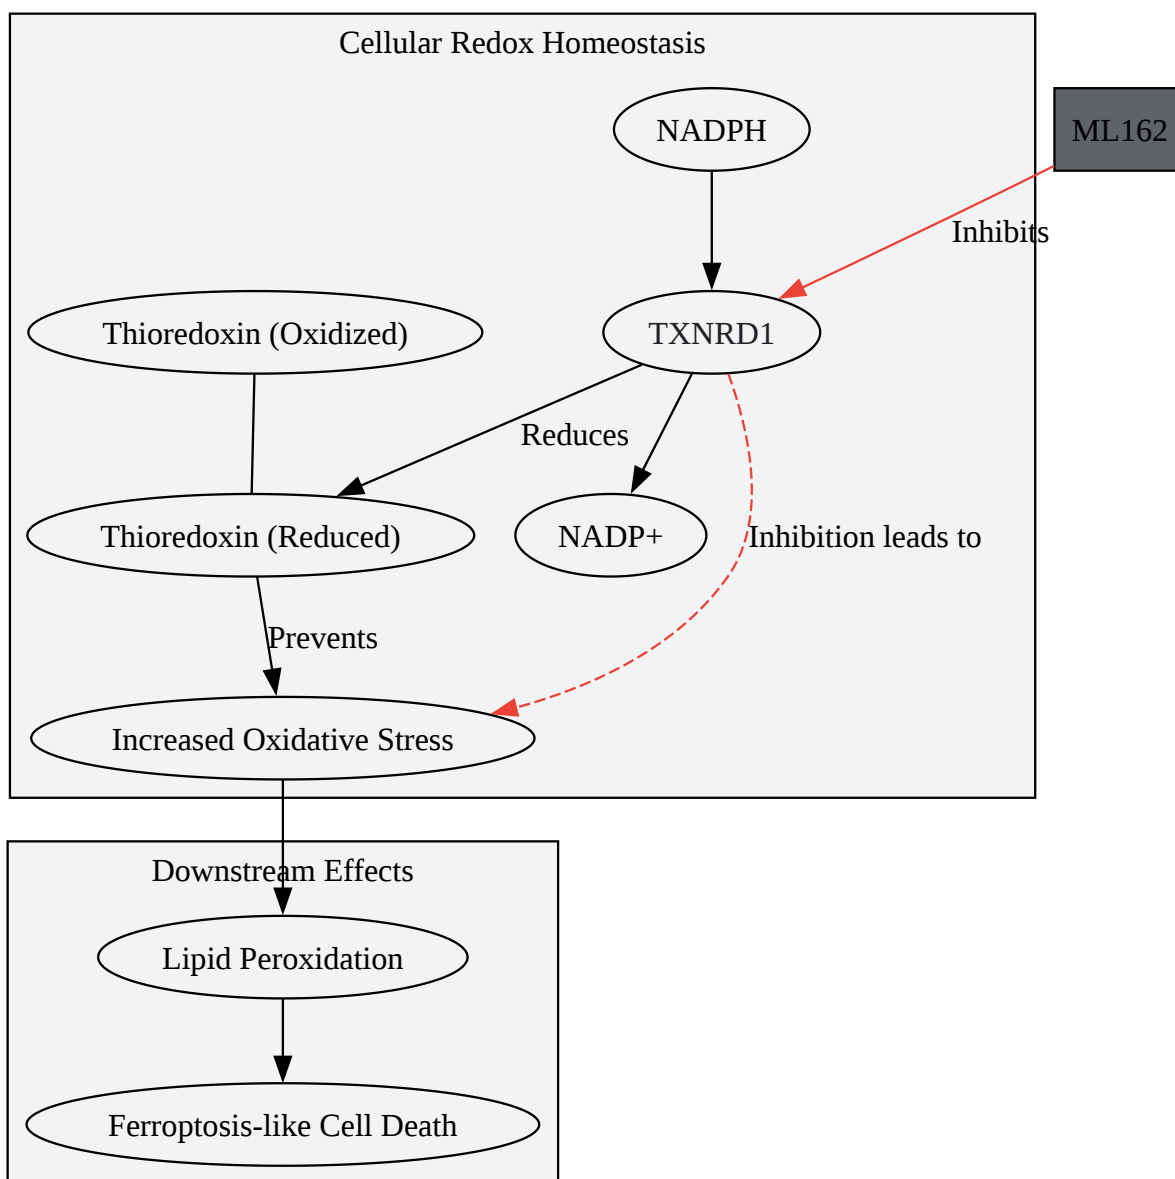 Cellular Redox Homeostasis
NADPH
ML162
Inhibits
Thioredoxin (Oxidized)
TXNRD1
Reduces
Thioredoxin (Reduced)
NADP+
Inhibition leads to
Prevents
Increased Oxidative Stress
Downstream Effects
Lipid Peroxidation
Ferroptosis-like Cell Death